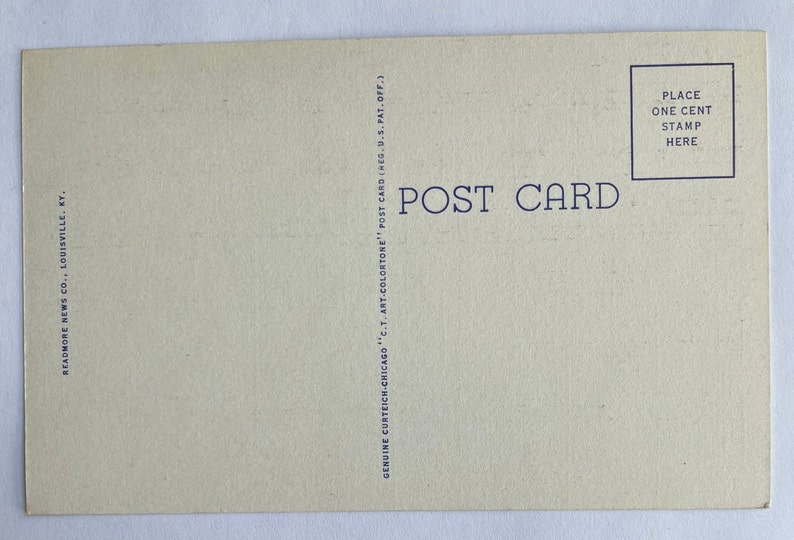 READMORE NEWS CO., LOUISVILLE, KY.
GENUINE CURTEICH-CHICAGO "C.T. ART-COLORTONE" POST CARD (REG. U.S. PAT. OFF.)
POST CARD
PLACE
ONE CENT
STAMP
HERE